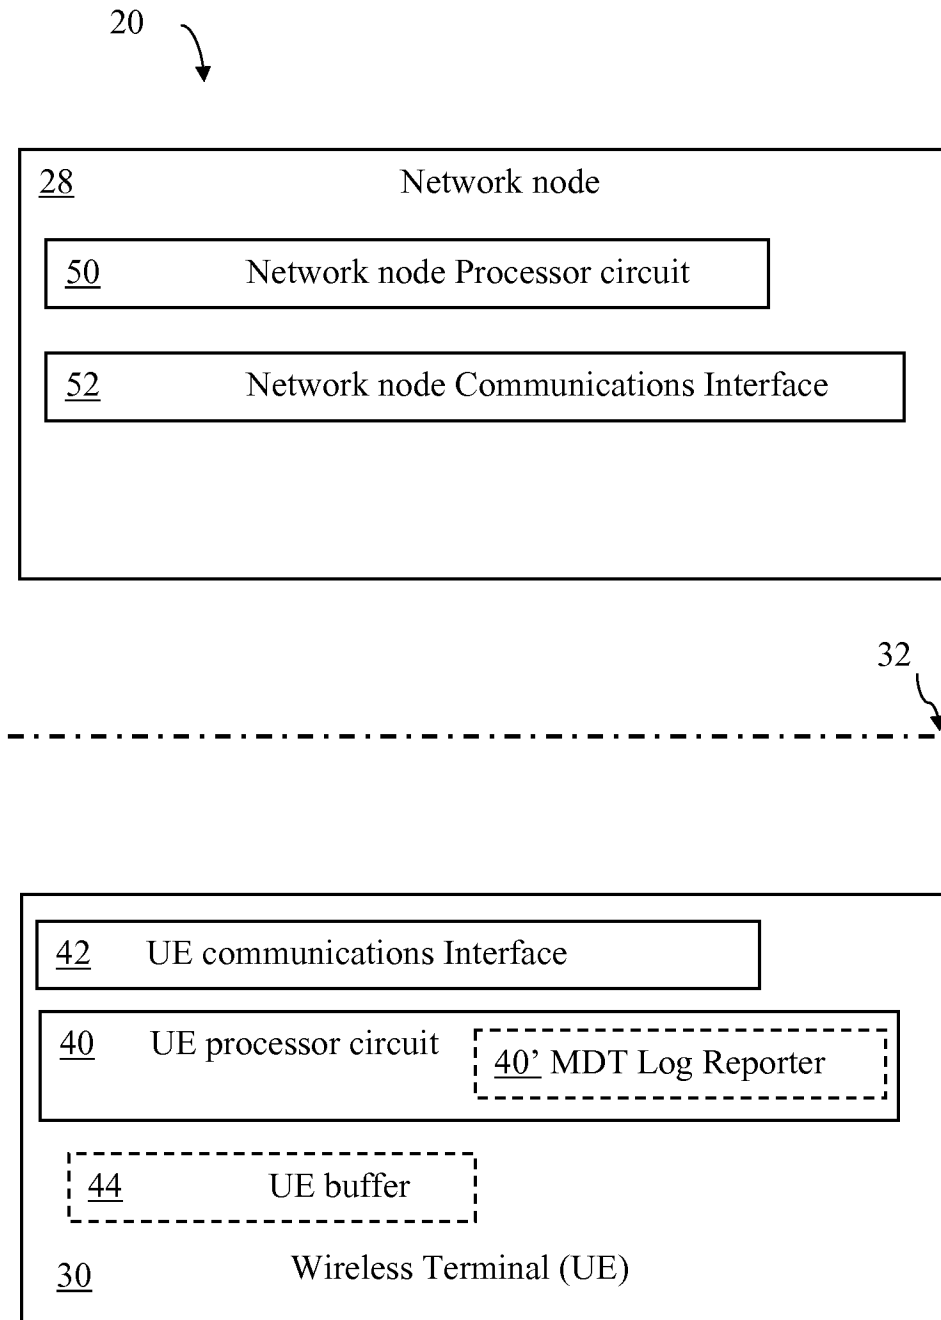 20
28 Network node
50 Network node Processor circuit
52 Network node Communications Interface
32
42 UE communications Interface
40 UE processor circuit
40’ MDT Log Reporter
44 UE buffer
30 Wireless Terminal (UE)